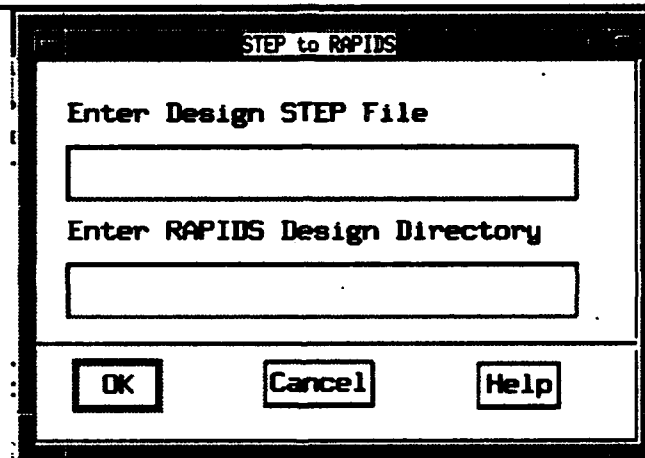 STEP to RAPIDS
Enter Design STEP File
Enter RAPIDS Design Directory
OK Cancel Help